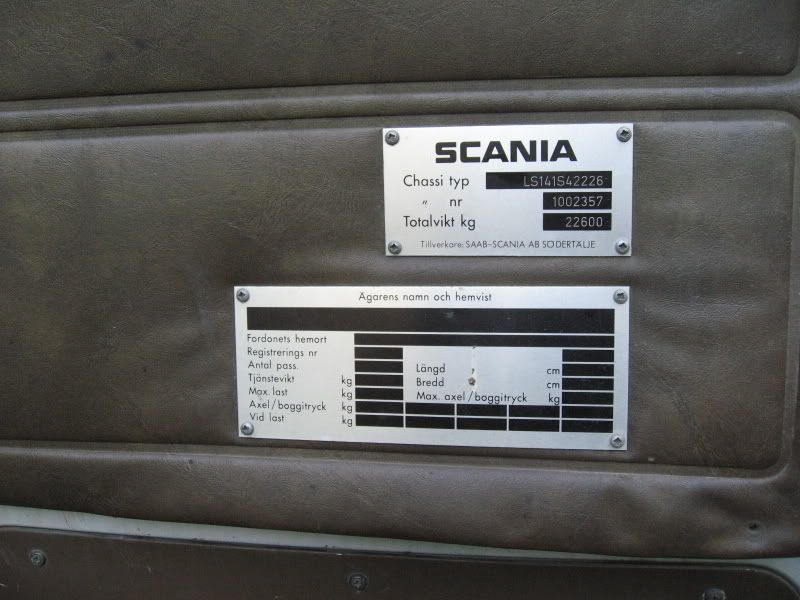 SCANIA
Chassi typ LS141S42226
„ nr 1002357
Totalvikt kg 22600
Tillverkare: SAAB-SCANIA AB SÖDERTÄLJE
Ägarens namn och hemvist
Fordonets hemort
Registrerings nr
Antal pass. Längd cm
Tjänstevikt kg Bredd cm
Max. last kg Max. axel/boggitryck kg
Axel/boggitryck kg
Vid last kg